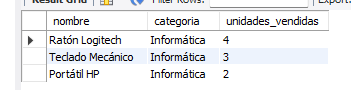 Result Grid Filter Rows: Export:
nombre categoria unidades_vendidas
Ratón Logitech Informática 4
Teclado Mecánico Informática 3
Portátil HP Informática 2